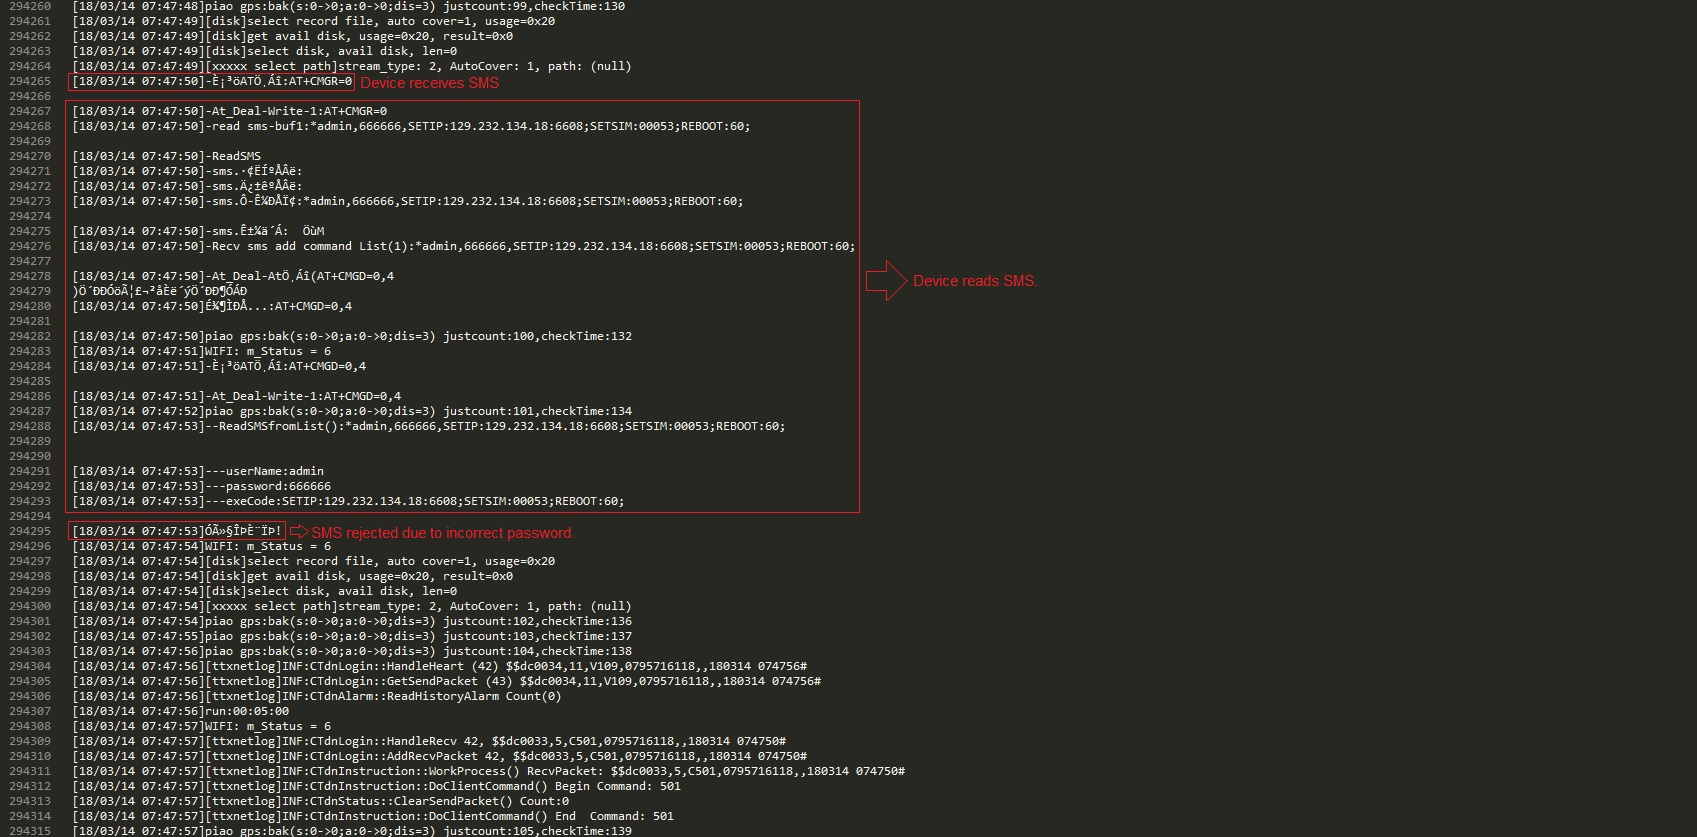 294260 [18/03/14 07:47:48]piao gps:bak(s:0->0;a:0->0;dis=3) justcount:99,checkTime:130
294261 [18/03/14 07:47:49][disk]select record file, auto cover=1, usage=0x20
294262 [18/03/14 07:47:49][disk]get avail disk, usage=0x20, result=0x0
294263 [18/03/14 07:47:49][disk]select disk, avail disk, len=0
294264 [18/03/14 07:47:49][xxxxx select path]stream_type: 2, AutoCover: 1, path: (null)
294265 [18/03/14 07:47:50]-È¡³öATÖ¸Áî:AT+CMGR=0 Device receives SMS
294266
294267 [18/03/14 07:47:50]-At_Deal-Write-1:AT+CMGR=0
294268 [18/03/14 07:47:50]-read sms-buf1:*admin,666666,SETIP:129.232.134.18:6608;SETSIM:00053;REBOOT:60;
294269
294270 [18/03/14 07:47:50]-ReadSMS
294271 [18/03/14 07:47:50]-sms.·¢ËÍºÅÂë:
294272 [18/03/14 07:47:50]-sms.Ä¿±êºÅÂë:
294273 [18/03/14 07:47:50]-sms.Ô-Ê¼ÐÅÏ¢:*admin,666666,SETIP:129.232.134.18:6608;SETSIM:00053;REBOOT:60;
294274
294275 [18/03/14 07:47:50]-sms.Ê±¼ä´Á: ÖùM
294276 [18/03/14 07:47:50]-Recv sms add command List(1):*admin,666666,SETIP:129.232.134.18:6608;SETSIM:00053;REBOOT:60;
294277
294278 [18/03/14 07:47:50]-At_Deal-AtÖ¸Áî(AT+CMGD=0,4
294279 )Ö´ÐÐÓöÃ¦£¬²åÈë´ýÖ´ÐÐ¶ÓÁÐ
294280 [18/03/14 07:47:50]É¾¶ÌÐÅ...:AT+CMGD=0,4
294281
294282 [18/03/14 07:47:50]piao gps:bak(s:0->0;a:0->0;dis=3) justcount:100,checkTime:132
294283 [18/03/14 07:47:51]WIFI: m_Status = 6
Device reads SMS.
294284 [18/03/14 07:47:51]-È¡³öATÖ¸Áî:AT+CMGD=0,4
294285
294286 [18/03/14 07:47:51]-At_Deal-Write-1:AT+CMGD=0,4
294287 [18/03/14 07:47:52]piao gps:bak(s:0->0;a:0->0;dis=3) justcount:101,checkTime:134
294288 [18/03/14 07:47:53]--ReadSMSfromList():*admin,666666,SETIP:129.232.134.18:6608;SETSIM:00053;REBOOT:60;
294289
294290
294291 [18/03/14 07:47:53]---userName:admin
294292 [18/03/14 07:47:53]---password:666666
294293 [18/03/14 07:47:53]---exeCode:SETIP:129.232.134.18:6608;SETSIM:00053;REBOOT:60;
294294
294295 [18/03/14 07:47:53]ÓÃ»§ÎÞÈ¨ÏÞ! SMS rejected due to incorrect password.
294296 [18/03/14 07:47:54]WIFI: m_Status = 6
294297 [18/03/14 07:47:54][disk]select record file, auto cover=1, usage=0x20
294298 [18/03/14 07:47:54][disk]get avail disk, usage=0x20, result=0x0
294299 [18/03/14 07:47:54][disk]select disk, avail disk, len=0
294300 [18/03/14 07:47:54][xxxxx select path]stream_type: 2, AutoCover: 1, path: (null)
294301 [18/03/14 07:47:54]piao gps:bak(s:0->0;a:0->0;dis=3) justcount:102,checkTime:136
294302 [18/03/14 07:47:55]piao gps:bak(s:0->0;a:0->0;dis=3) justcount:103,checkTime:137
294303 [18/03/14 07:47:56]piao gps:bak(s:0->0;a:0->0;dis=3) justcount:104,checkTime:138
294304 [18/03/14 07:47:56][ttxnetlog]INF:CTdnLogin::HandleHeart (42) $$dc0034,11,V109,0795716118,,180314 074756#
294305 [18/03/14 07:47:56][ttxnetlog]INF:CTdnLogin::GetSendPacket (43) $$dc0034,11,V109,0795716118,,180314 074756#
294306 [18/03/14 07:47:56][ttxnetlog]INF:CTdnAlarm::ReadHistoryAlarm Count(0)
294307 [18/03/14 07:47:56]run:00:05:00
294308 [18/03/14 07:47:57]WIFI: m_Status = 6
294309 [18/03/14 07:47:57][ttxnetlog]INF:CTdnLogin::HandleRecv 42, $$dc0033,5,C501,0795716118,,180314 074750#
294310 [18/03/14 07:47:57][ttxnetlog]INF:CTdnLogin::AddRecvPacket 42, $$dc0033,5,C501,0795716118,,180314 074750#
294311 [18/03/14 07:47:57][ttxnetlog]INF:CTdnInstruction::WorkProcess() RecvPacket: $$dc0033,5,C501,0795716118,,180314 074750#
294312 [18/03/14 07:47:57][ttxnetlog]INF:CTdnInstruction::DoClientCommand() Begin Command: 501
294313 [18/03/14 07:47:57][ttxnetlog]INF:CTdnStatus::ClearSendPacket() Count:0
294314 [18/03/14 07:47:57][ttxnetlog]INF:CTdnInstruction::DoClientCommand() End  Command: 501
294315 [18/03/14 07:47:57]piao gps:bak(s:0->0;a:0->0;dis=3) justcount:105,checkTime:139